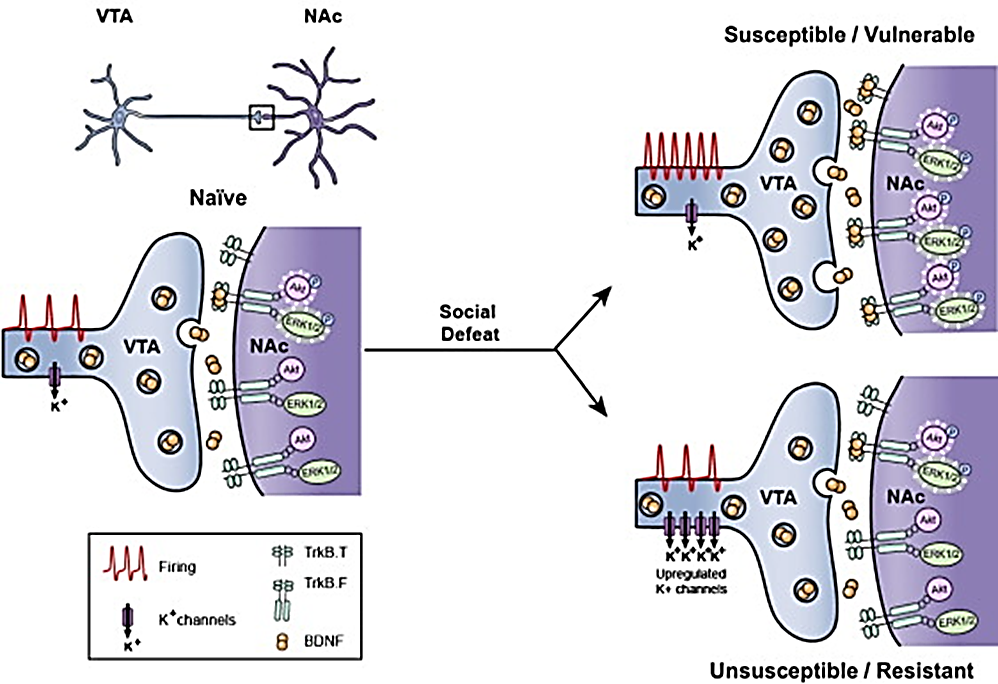 VTA
NAc
Naïve
VTA
NAc
K+
Akt
P
ERK1/2
P
Akt
ERK1/2
Akt
ERK1/2
Social
Defeat
Susceptible / Vulnerable
VTA
NAc
K+
Akt
P
ERK1/2
P
Akt
P
ERK1/2
P
Akt
P
ERK1/2
P
VTA
NAc
K+ K+ K+ K+
Upregulated
K+ channels
Akt
P
ERK1/2
P
Akt
ERK1/2
Akt
ERK1/2
Unsusceptible / Resistant
Firing
K+channels
K+
TrkB.T
TrkB.F
BDNF